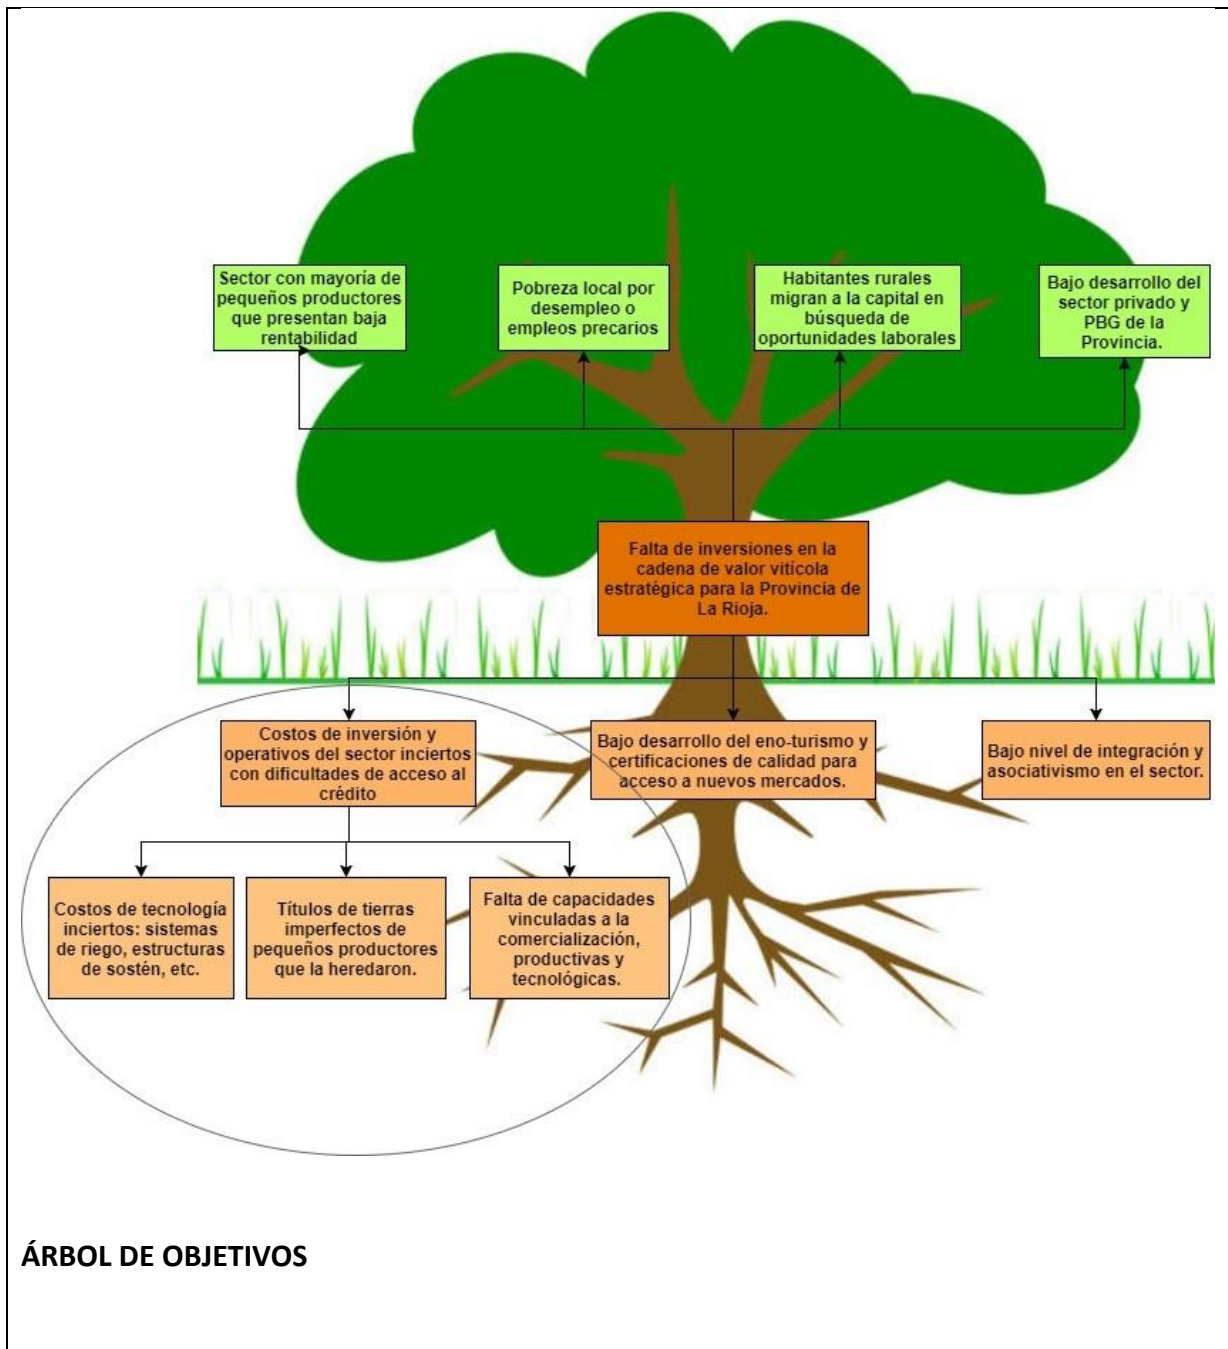 Sector con mayoría de
pequeños productores
que presentan baja
rentabilidad
Pobreza local por
desempleo o
empleos precarios
Habitantes rurales
migran a la capital en
búsqueda de
oportunidades laborales
Bajo desarrollo del
sector privado y
PBG de la
Provincia.
Falta de inversiones en la
cadena de valor vitícola
estratégica para la Provincia de
La Rioja.
Costos de inversión y
operativos del sector inciertos
con dificultades de acceso al
crédito
Bajo desarrollo del eno-turismo y
certificaciones de calidad para
acceso a nuevos mercados.
Bajo nivel de integración y
asociativismo en el sector.
Costos de tecnología
inciertos: sistemas
de riego, estructuras
de sostén, etc.
Títulos de tierras
imperfectos de
pequeños productores
que la heredaron.
Falta de capacidades
vinculadas a la
comercialización,
productivas y
tecnológicas.
ÁRBOL DE OBJETIVOS